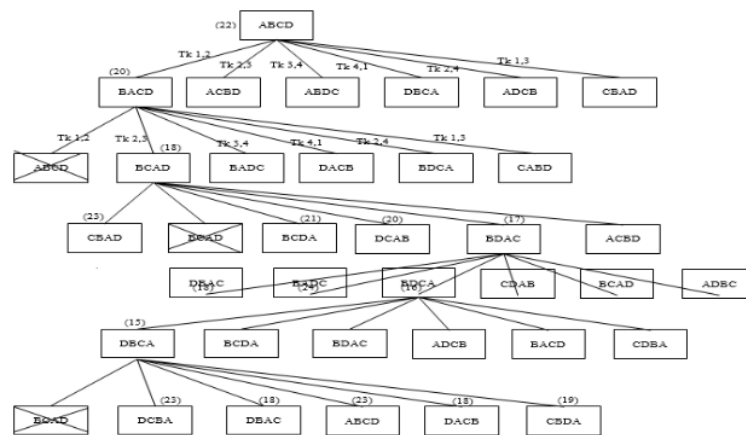 (22) ABCD
Tk 1,2 Tk 2,3 Tk 3,4 Tk 4,1 Tk 2,4 Tk 1,3
(20)
BACD ACBD ABDC DBCA ADCB CBAD
Tk 1,2 Tk 2,3 (18) Tk 3,4 Tk 4,1 Tk 2,4 Tk 1,3
ABCD BCAD BADC DACB BDCA CABD
(23) (21) (20) (17)
CBAD BCAD BCDA DCAB BDAC ACBD
DBAC BADC BDCA CDAB BCAD ADBC
(18) (24) (16)
(15)
DBCA BCDA BDAC ADCB BACD CDBA
(23) (18) (23) (18) (19)
BCAD DCBA DBAC ABCD DACB CBDA